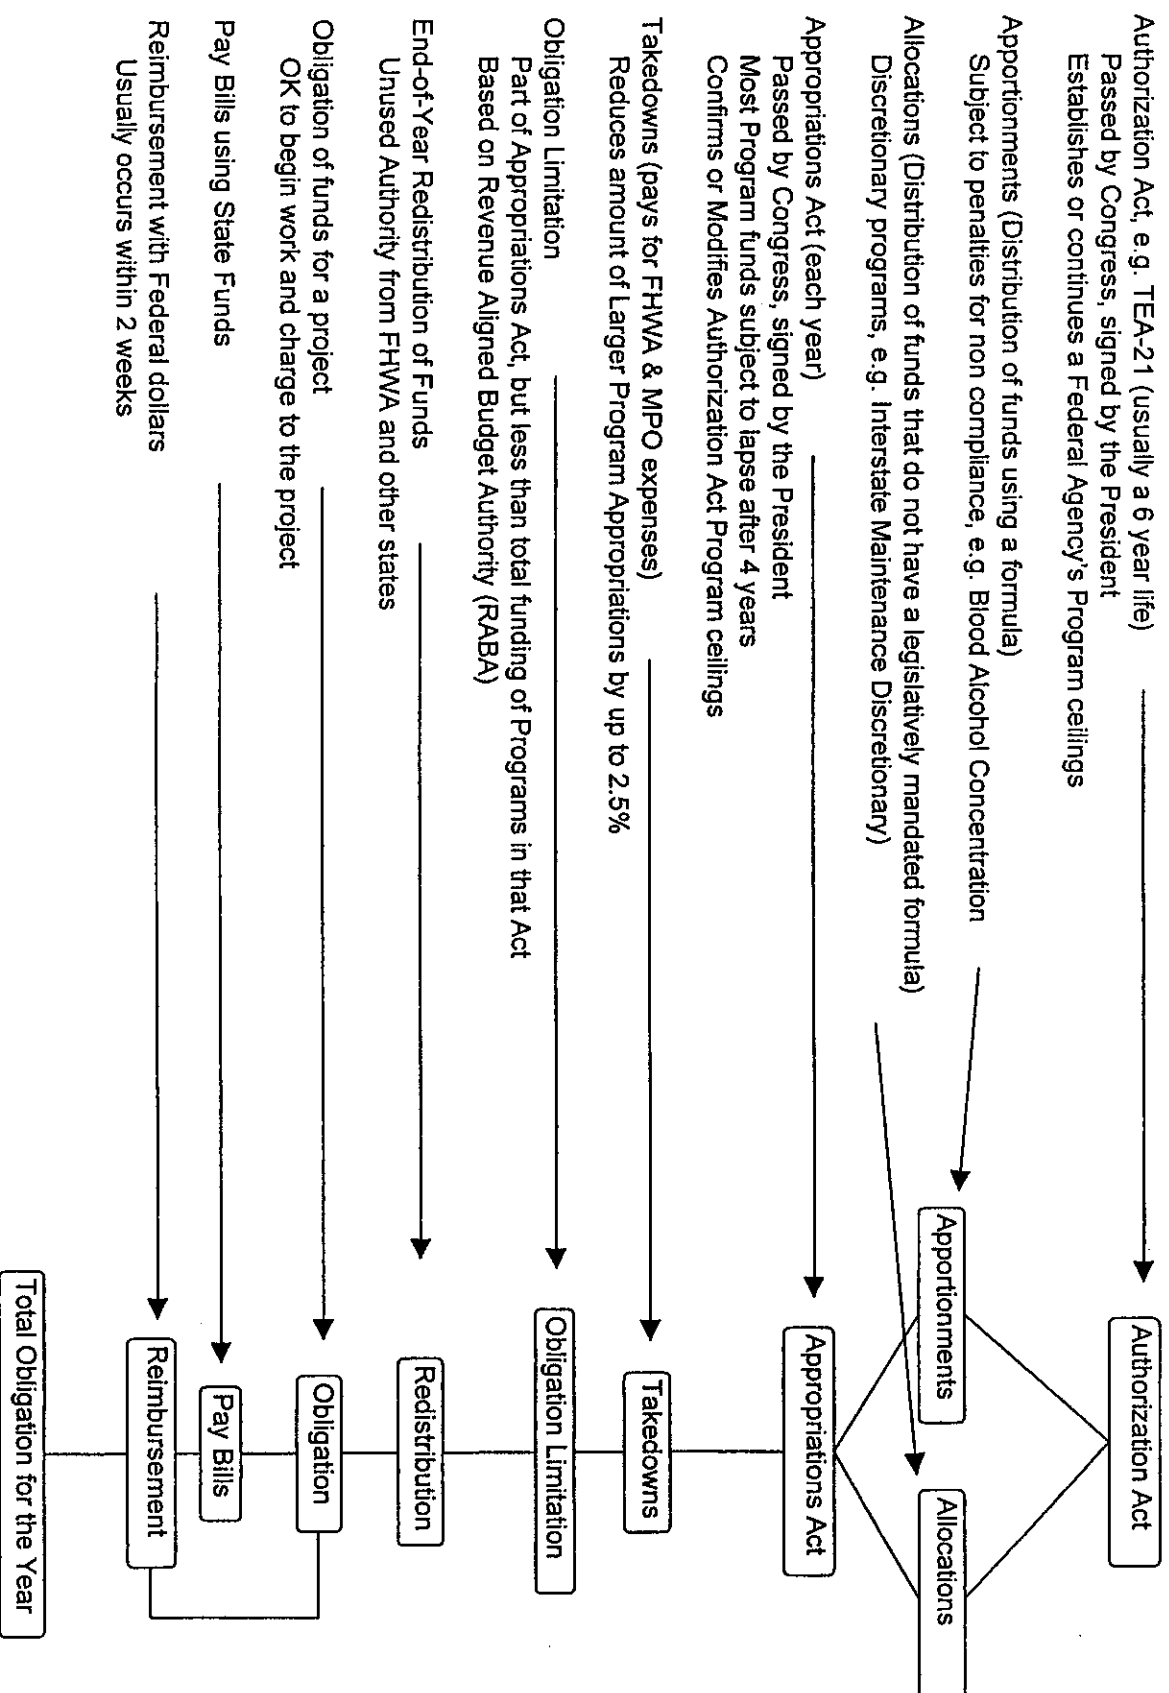 Authorization Act, e.g. TEA-21 (usually a 6 year life)
Passed by Congress, signed by the President
Establishes or continues a Federal Agency's Program ceilings
Apportionments (Distribution of funds using a formula)
Subject to penalties for non compliance, e.g. Blood Alcohol Concentration
Allocations (Distribution of funds that do not have a legislatively mandated formula)
Discretionary programs, e.g. Interstate Maintenance Discretionary)
Appropriations Act (each year)
Passed by Congress, signed by the President
Most Program funds subject to lapse after 4 years
Confirms or Modifies Authorization Act Program ceilings
Takedowns (pays for FHWA & MPO expenses)
Reduces amount of Larger Program Appropriations by up to 2.5%
Obligation Limitation
Part of Appropriations Act, but less than total funding of Programs in that Act
Based on Revenue Aligned Budget Authority (RABA)
End-of-Year Redistribution of Funds
Unused Authority from FHWA and other states
Obligation of funds for a project
OK to begin work and charge to the project
Pay Bills using State Funds
Reimbursement with Federal dollars
Usually occurs within 2 weeks
Authorization Act
Apportionments
Allocations
Appropriations Act
Takedowns
Obligation Limitation
Redistribution
Obligation
Pay Bills
Reimbursement
Total Obligation for the Year